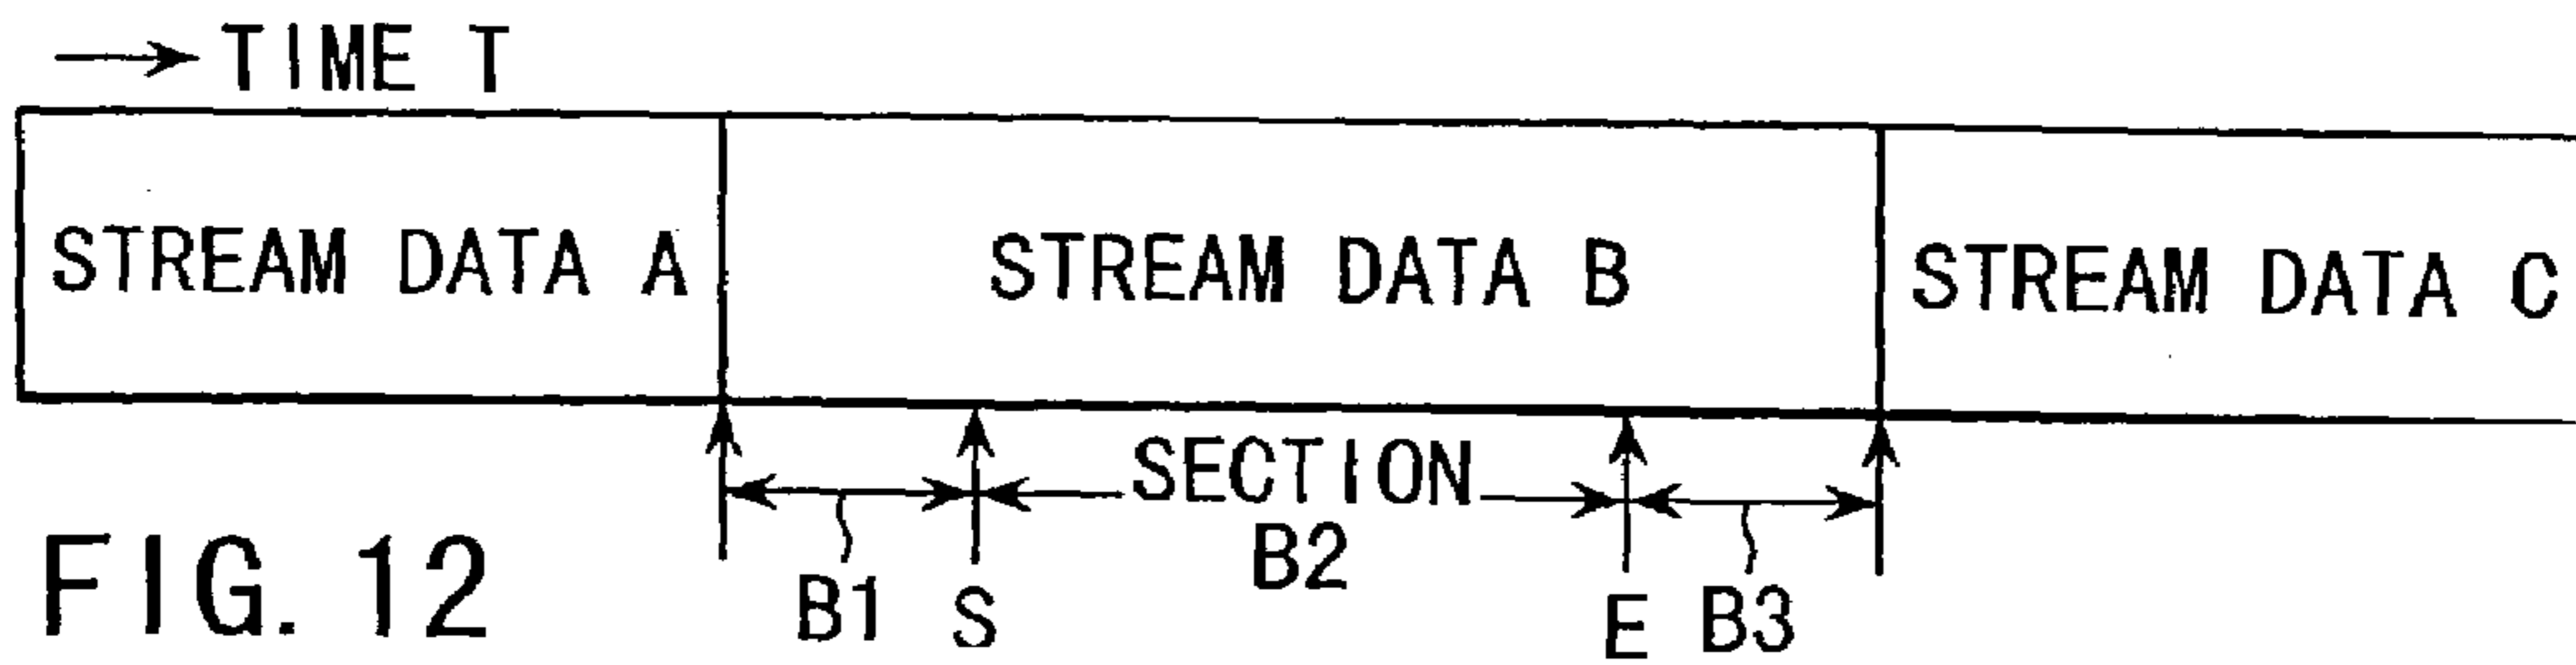 → TIME T
STREAM DATA A STREAM DATA B STREAM DATA C
SECTION
B2
B1 S E B3
FIG. 12